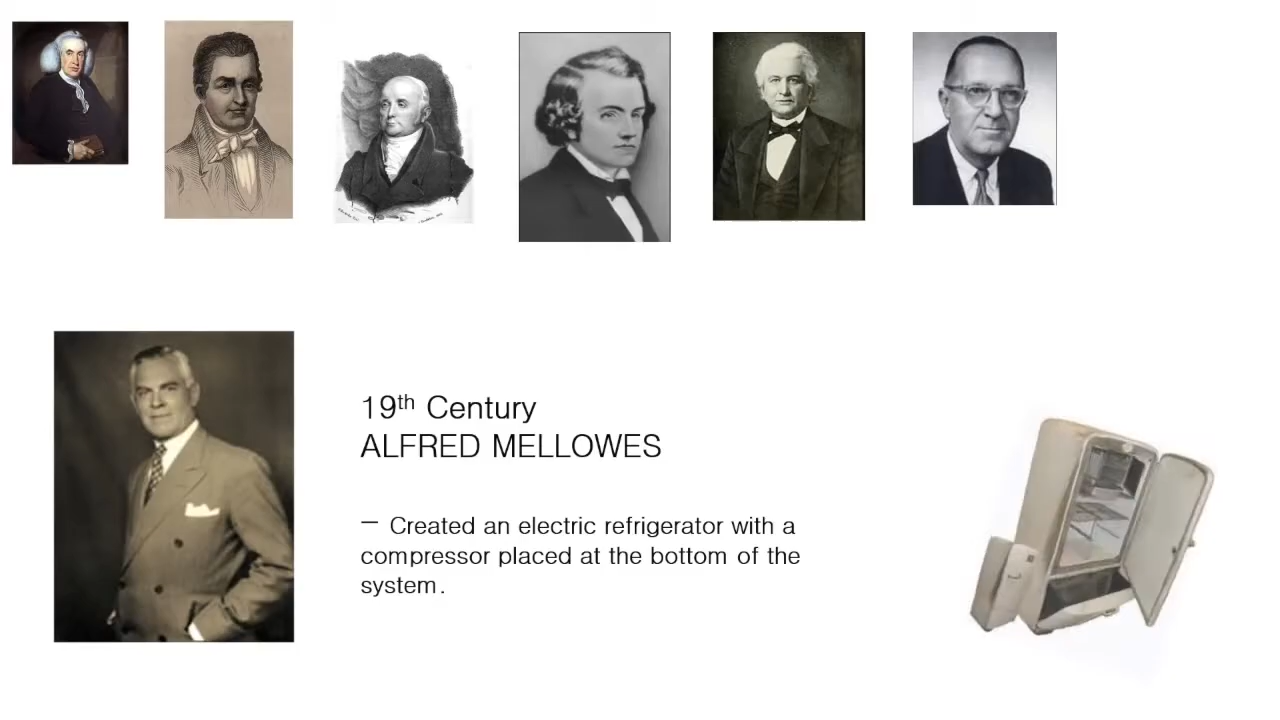 19th Century
ALFRED MELLOWES
– Created an electric refrigerator with a
compressor placed at the bottom of the
system.